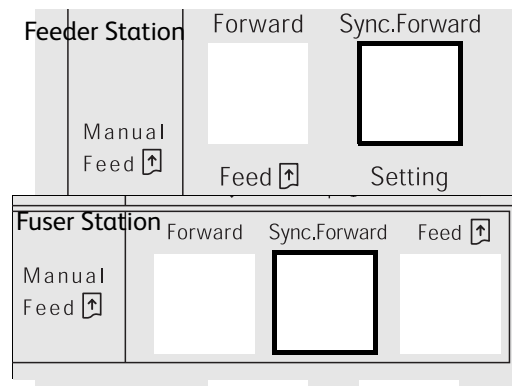 Feeder Station
Forward Sync.Forward
Manual
Feed
Feed Setting
Fuser Station
Forward Sync.Forward Feed
Manual
Feed